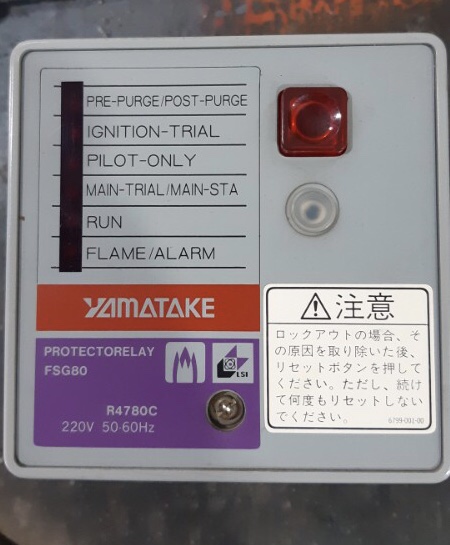 PRE-PURGE/POST-PURGE
IGNITION-TRIAL
PILOT-ONLY
MAIN-TRIAL/MAIN-STA
RUN
FLAME/ALARM
YAMATAKE
PROTECTORELAY
FSG80
LSI
R4780C
220V 50-60Hz
注意
ロックアウトの場合、そ
の原因を取り除いた後、
リセットボタンを押して
ください。ただし、続け
て何度もリセットしない
でください。
6799-001-00